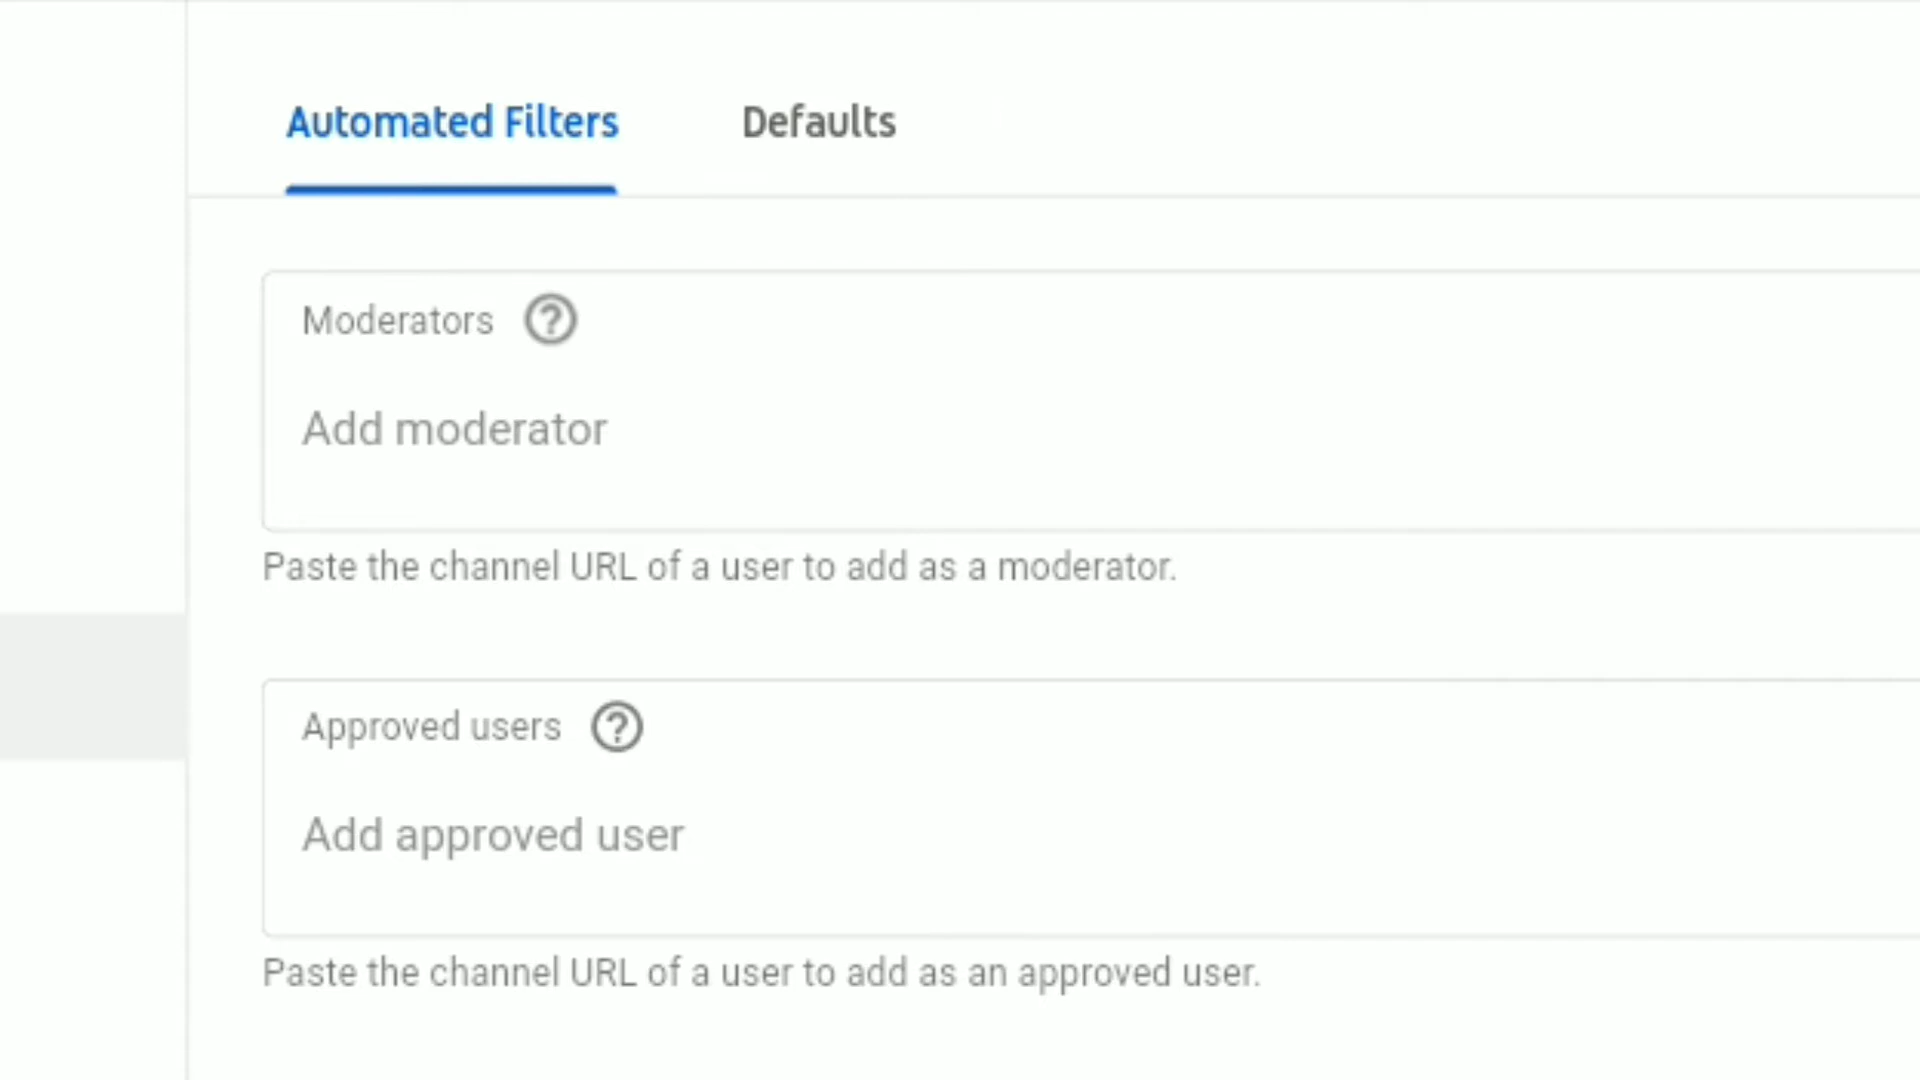 Automated Filters Defaults
Moderators
Add moderator
Paste the channel URL of a user to add as a moderator.
Approved users
Add approved user
Paste the channel URL of a user to add as an approved user.